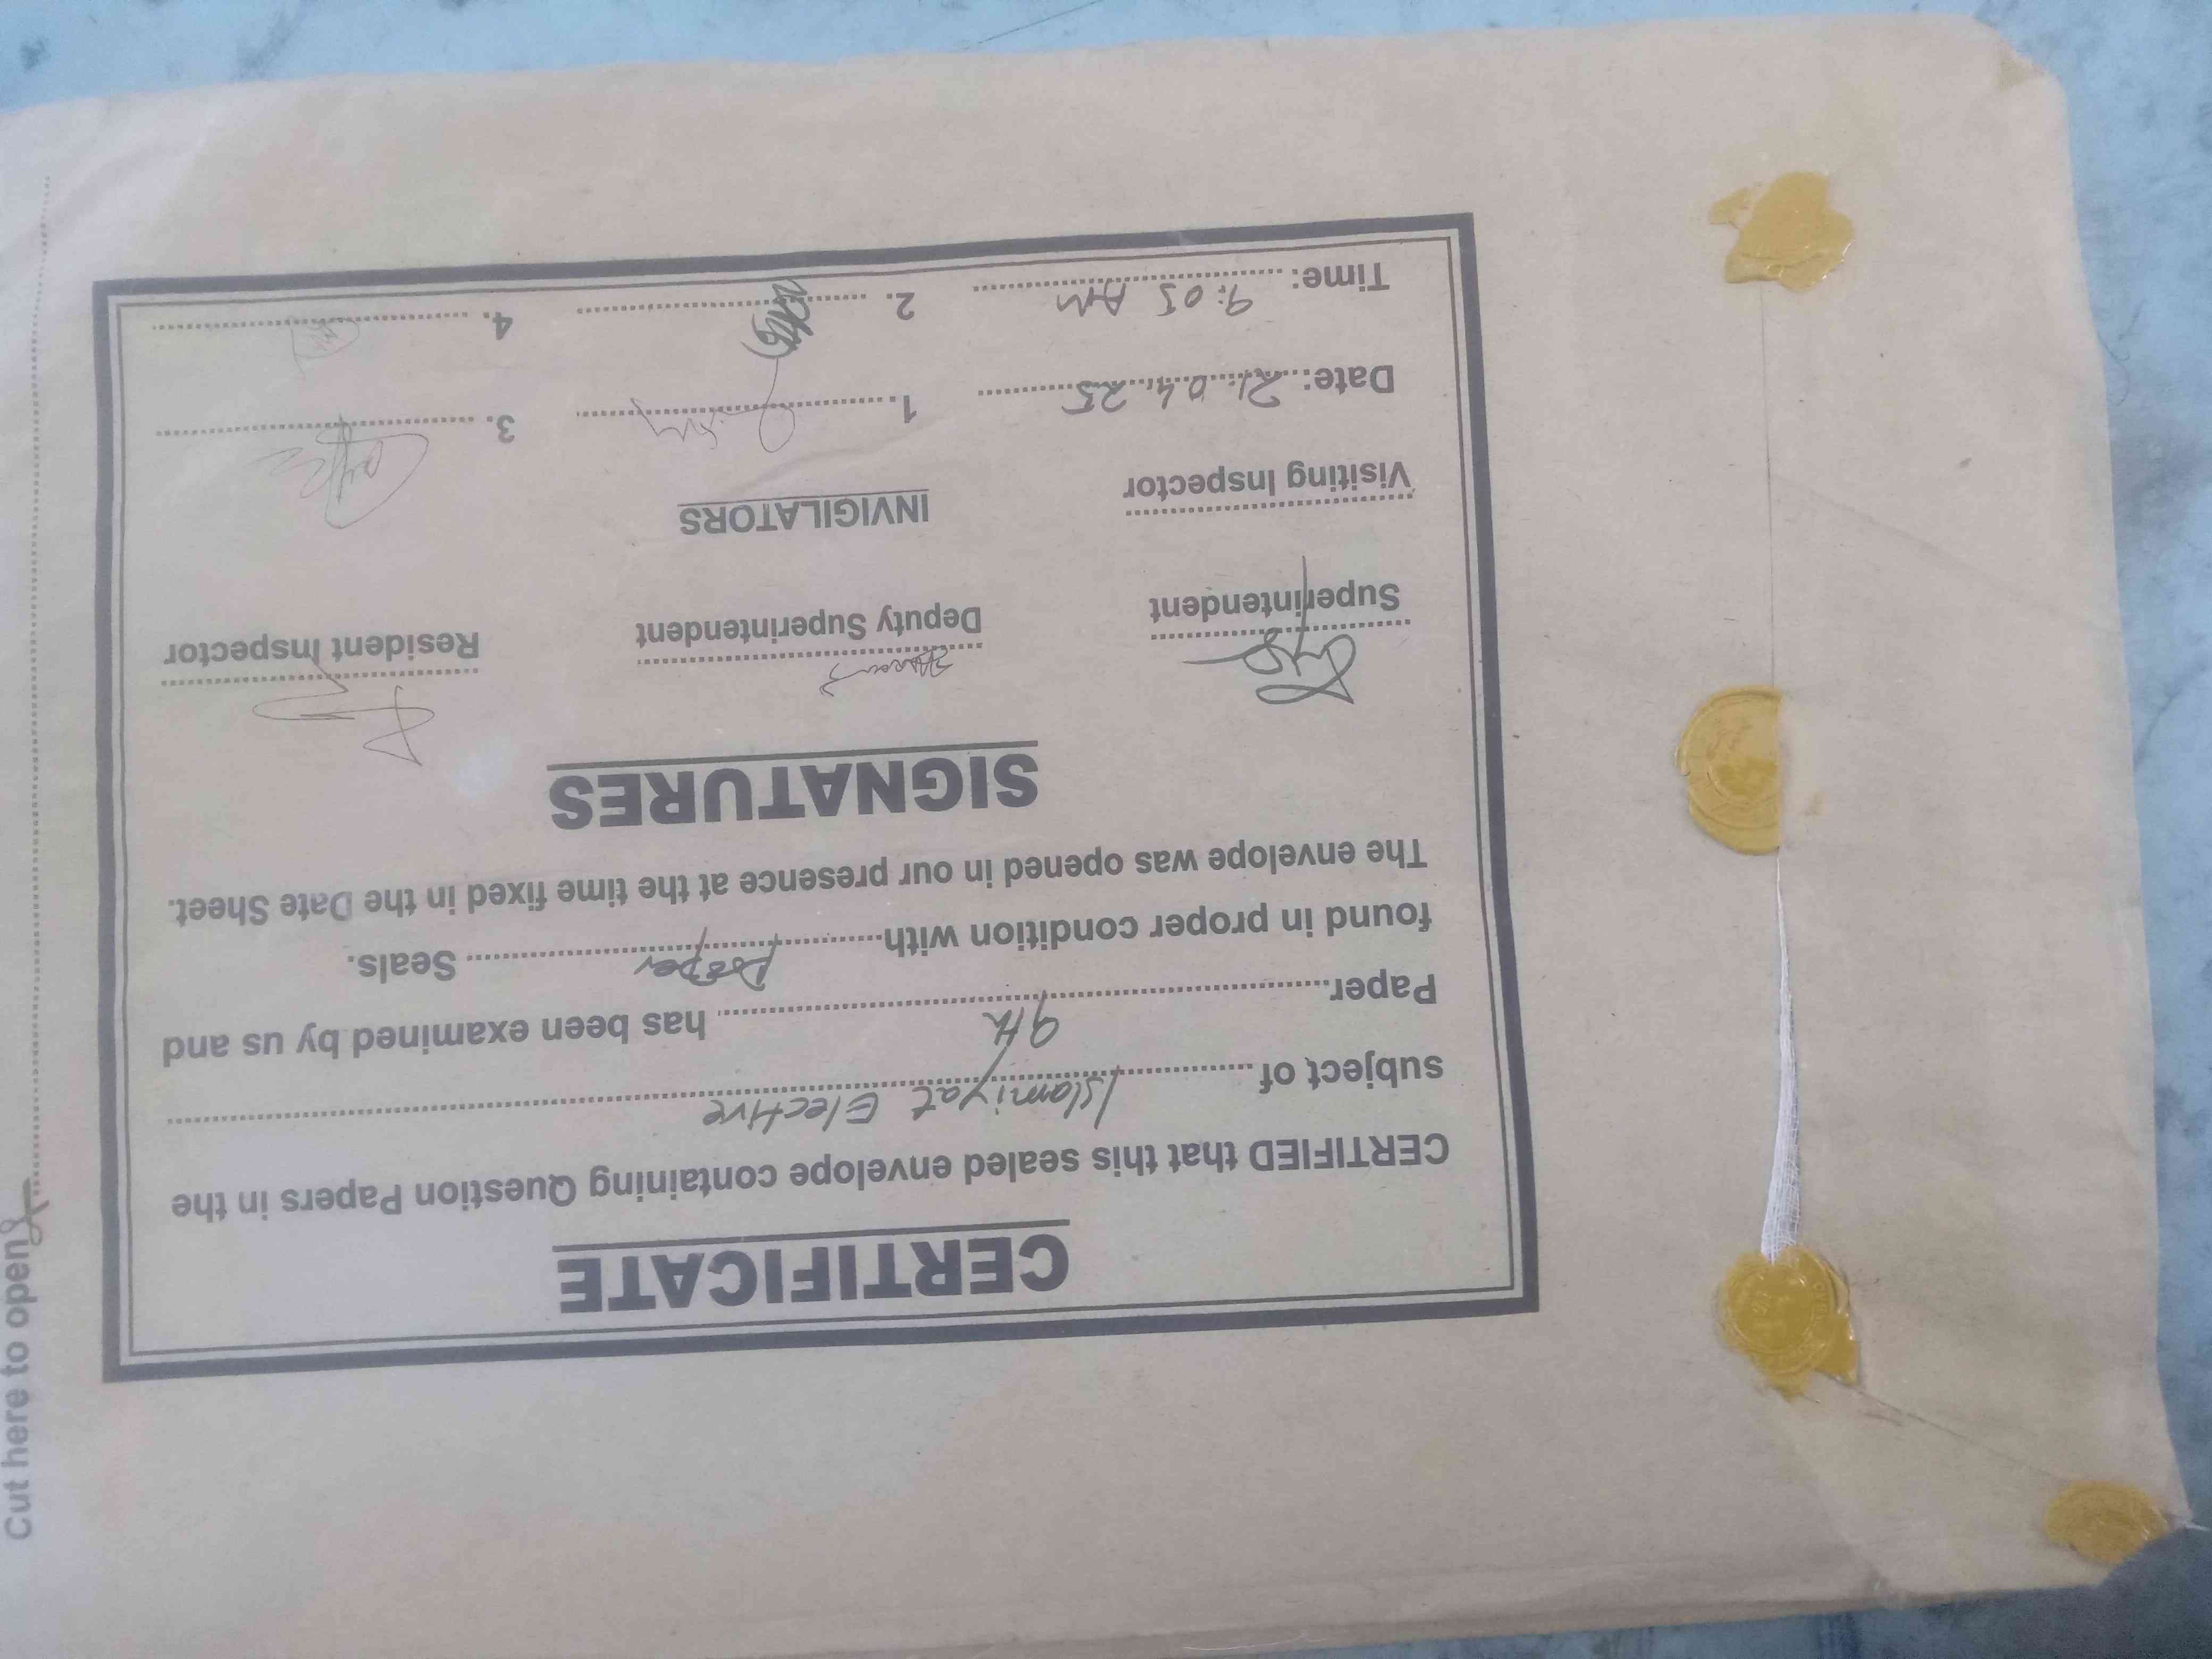 CERTIFICATE
CERTIFIED that this sealed envelope containing Question Papers in the
subject of Islamiyat Elective
Paper 9th has been examined by us and
found in proper condition with Proper Seals.
The envelope was opened in our presence at the time fixed in the Date Sheet.
SIGNATURES
Superintendent Deputy Superintendent Resident Inspector
Visiting Inspector INVIGILATORS
Date: 21.04.25 1. 3.
Time: 9:05 AM 2. 4.
Cut here to open